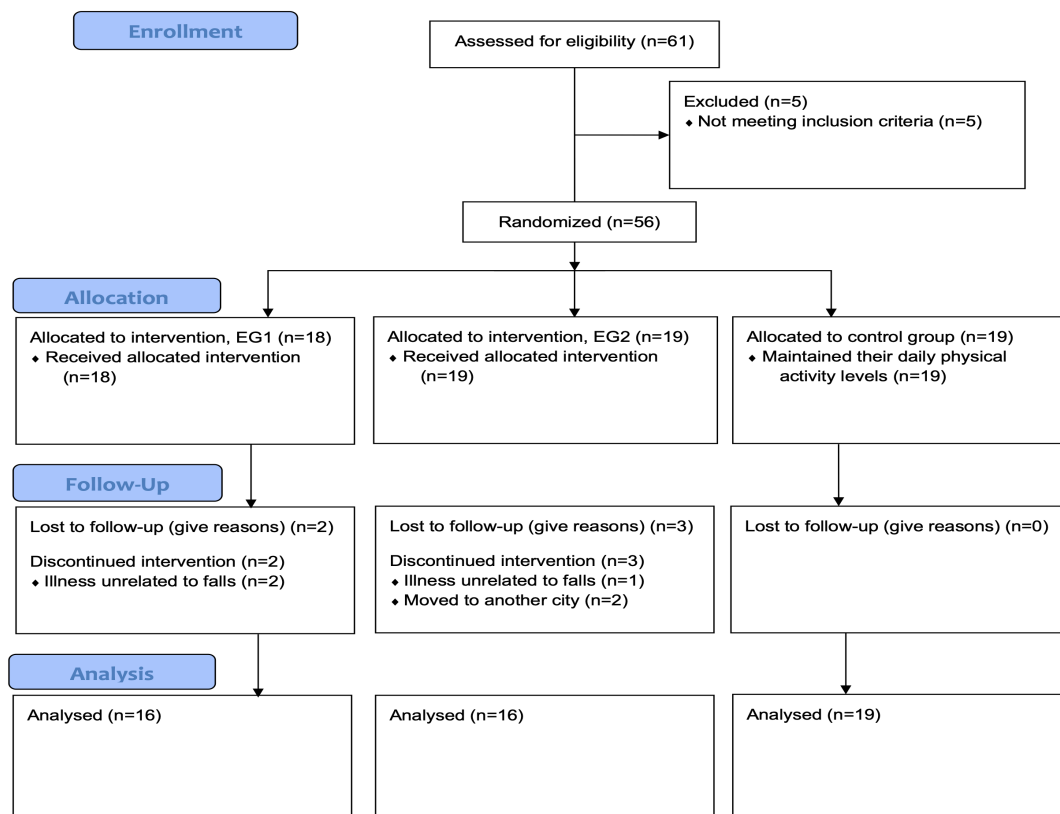 Enrollment
Assessed for eligibility (n=61)
Excluded (n=5)
⬥ Not meeting inclusion criteria (n=5)
Randomized (n=56)
Allocation
Allocated to intervention, EG1 (n=18)
⬥ Received allocated intervention
(n=18)
Allocated to intervention, EG2 (n=19)
⬥ Received allocated intervention
(n=19)
Allocated to control group (n=19)
⬥ Maintained their daily physical
activity levels (n=19)
Follow-Up
Lost to follow-up (give reasons) (n=2)
Discontinued intervention (n=2)
⬥ Illness unrelated to falls (n=2)
Lost to follow-up (give reasons) (n=3)
Discontinued intervention (n=3)
⬥ Illness unrelated to falls (n=1)
⬥ Moved to another city (n=2)
Lost to follow-up (give reasons) (n=0)
Analysis
Analysed (n=16)
Analysed (n=16)
Analysed (n=19)